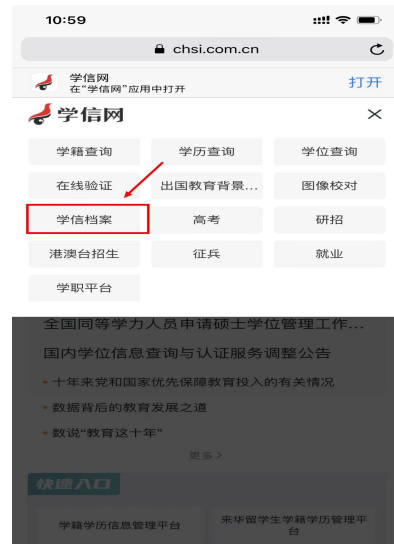 10:59
chsi.com.cn
学信网
在“学信网”应用中打开
打开
学信网
学籍查询
学历查询
学位查询
在线验证
出国教育背景...
图像校对
学信档案
高考
研招
港澳台招生
征兵
就业
学职平台
全国同等学力人员申请硕士学位管理工作...
国内学位信息查询与认证服务调整公告
十年来党和国家优先保障教育投入的有关情况
数据背后的教育发展之道
数说“教育这十年”
更多>
快速入口
学籍学历信息管理平台
来华留学生学籍学历管理平
台